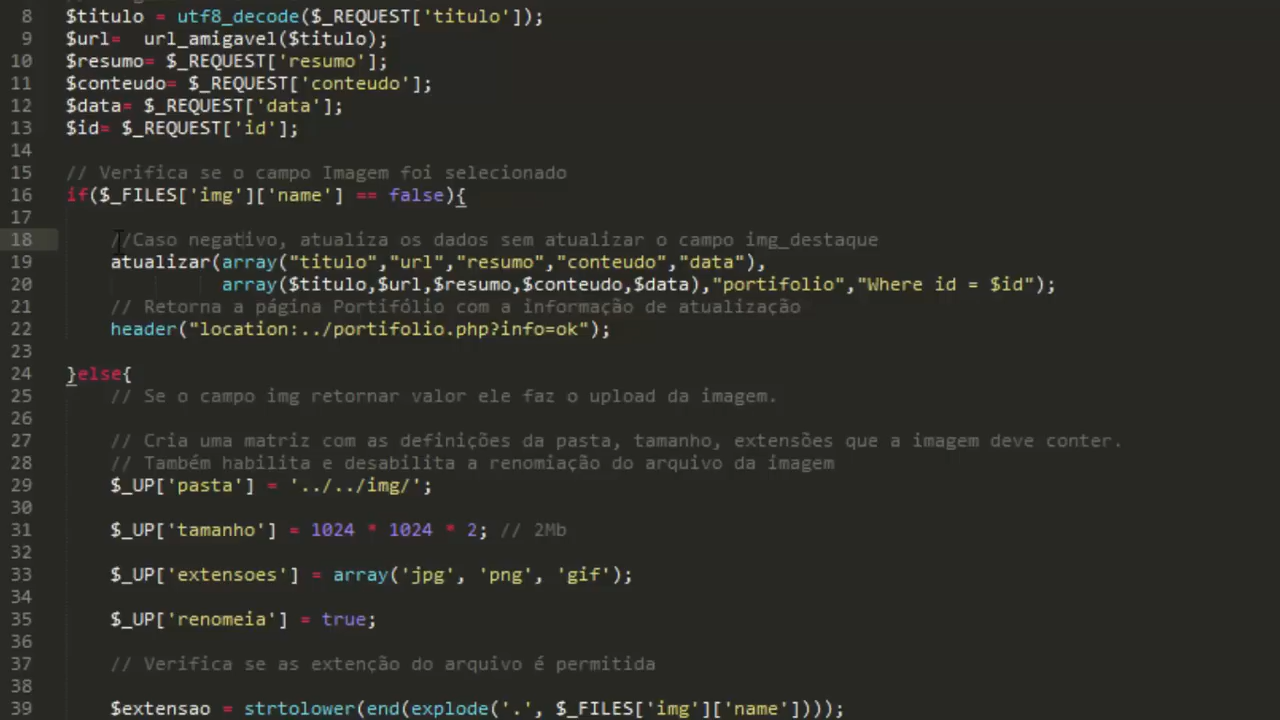 8 $titulo = utf8_decode($_REQUEST['titulo']);
9 $url=  url_amigavel($titulo);
10 $resumo= $_REQUEST['resumo'];
11 $conteudo= $_REQUEST['conteudo'];
12 $data= $_REQUEST['data'];
13 $id= $_REQUEST['id'];
14
15 // Verifica se o campo Imagem foi selecionado
16 if($_FILES['img']['name'] == false){
17
18 //Caso negativo, atualiza os dados sem atualizar o campo img_destaque
19 atualizar(array("titulo","url","resumo","conteudo","data"),
20 array($titulo,$url,$resumo,$conteudo,$data),"portifolio","Where id = $id");
21 // Retorna a página Portifólio com a informação de atualização
22 header("location:../portifolio.php?info=ok");
23
24 }else{
25 // Se o campo img retornar valor ele faz o upload da imagem.
26
27 // Cria uma matriz com as definições da pasta, tamanho, extensões que a imagem deve conter.
28 // Também habilita e desabilita a renomiação do arquivo da imagem
29 $_UP['pasta'] = '../../img/';
30
31 $_UP['tamanho'] = 1024 * 1024 * 2; // 2Mb
32
33 $_UP['extensoes'] = array('jpg', 'png', 'gif');
34
35 $_UP['renomeia'] = true;
36
37 // Verifica se as extenção do arquivo é permitida
38
39 $extensao = strtolower(end(explode('.', $_FILES['img']['name'])));